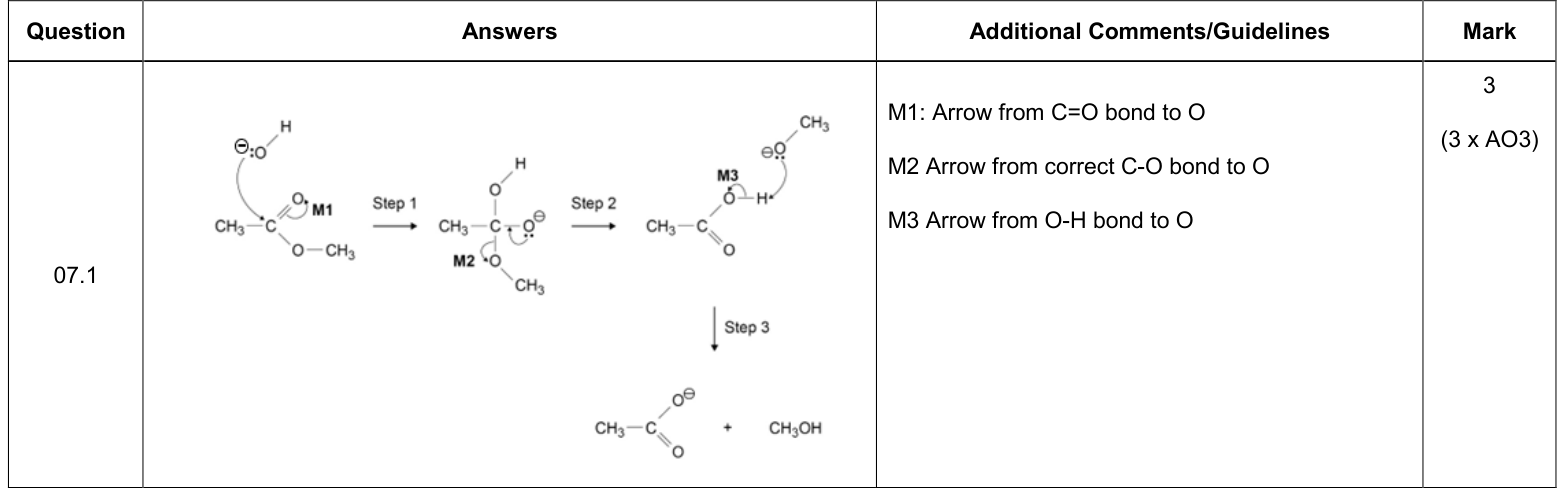 Question Answers Additional Comments/Guidelines Mark
07.1
H
⊖:O
O
M1
CH3—C
O—CH3
Step 1
H
O
CH3—C—O⊖
M2
O
CH3
Step 2
CH3
⊖O
M3
O—H
CH3—C
O
Step 3
O⊖
CH3—C
O
+ CH3OH
M1: Arrow from C=O bond to O
M2 Arrow from correct C-O bond to O
M3 Arrow from O-H bond to O
3
(3 x AO3)